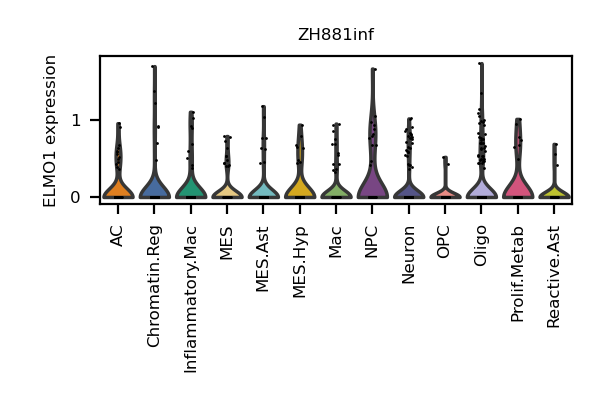 ZH881inf
ELMO1 expression
1
0
AC
Chromatin.Reg
Inflammatory.Mac
MES
MES.Ast
MES.Hyp
Mac
NPC
Neuron
OPC
Oligo
Prolif.Metab
Reactive.Ast